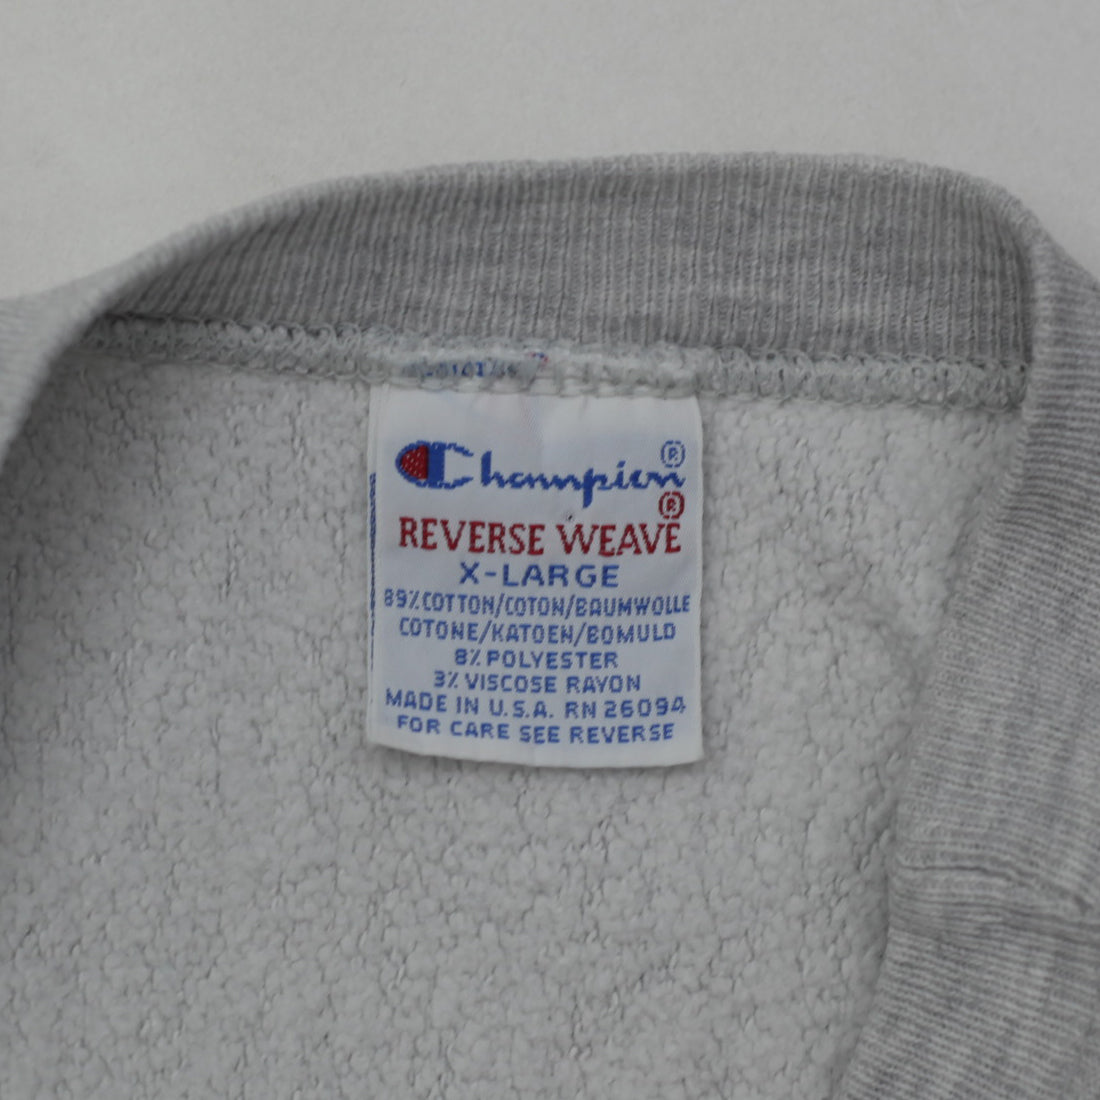 Champion ®
REVERSE WEAVE ®
X-LARGE
89% COTTON/COTON/BAUMWOLLE
COTONE/KATOEN/BOMULD
8% POLYESTER
3% VISCOSE RAYON
MADE IN U.S.A. RN 26094
FOR CARE SEE REVERSE